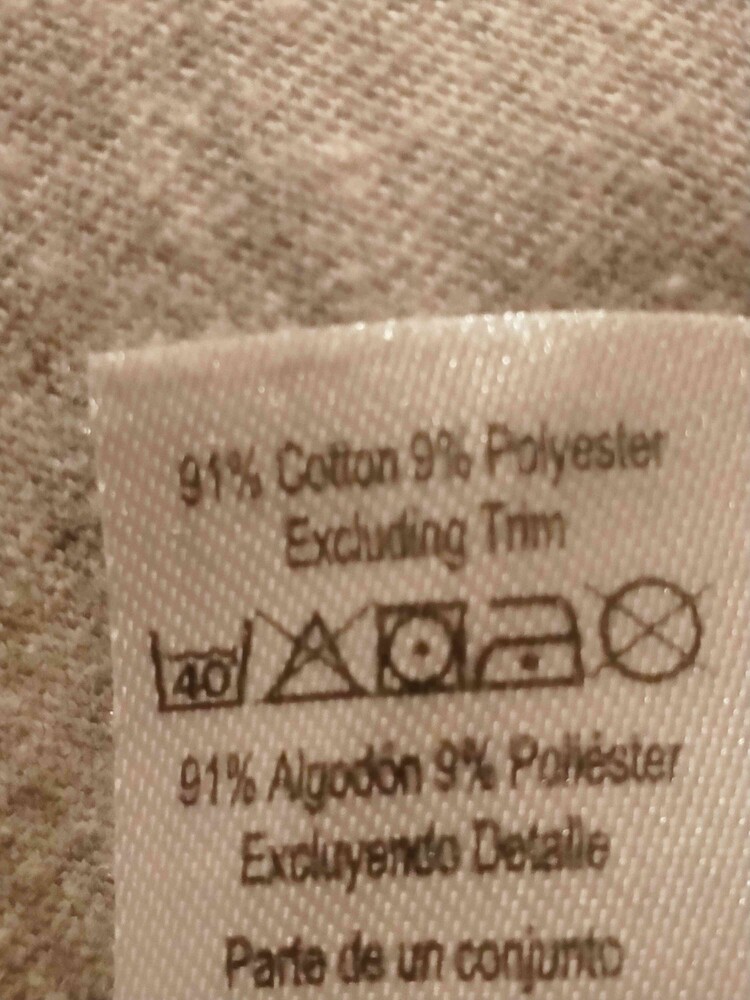 91% Cotton 9% Polyester
Excluding Trim
40
91% Algodón 9% Poliéster
Excluyendo Detalle
Parte de un conjunto